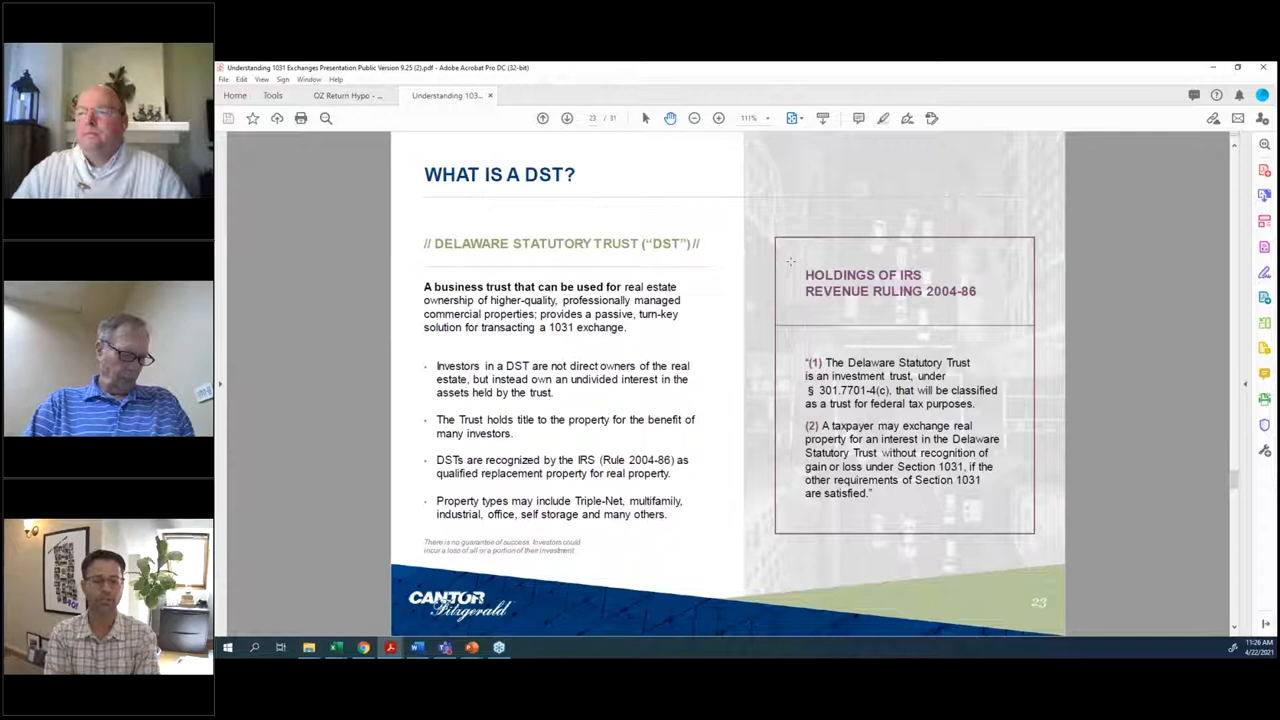 Understanding 1031 Exchanges Presentation Public Version 9.25 (2).pdf - Adobe Acrobat Pro DC (32-bit)
File Edit View Sign Window Help
Home Tools OZ Return Hypo - ... Understanding 103... ×
23 / 31 111%
WHAT IS A DST?
// DELAWARE STATUTORY TRUST (“DST”) //
A business trust that can be used for real estate
ownership of higher-quality, professionally managed
commercial properties; provides a passive, turn-key
solution for transacting a 1031 exchange.
· Investors in a DST are not direct owners of the real
estate, but instead own an undivided interest in the
assets held by the trust.
· The Trust holds title to the property for the benefit of
many investors.
· DSTs are recognized by the IRS (Rule 2004-86) as
qualified replacement property for real property.
· Property types may include Triple-Net, multifamily,
industrial, office, self storage and many others.
There is no guarantee of success. Investors could
incur a loss of all or a portion of their investment
HOLDINGS OF IRS
REVENUE RULING 2004-86
“(1) The Delaware Statutory Trust
is an investment trust, under
§ 301.7701-4(c), that will be classified
as a trust for federal tax purposes.
(2) A taxpayer may exchange real
property for an interest in the Delaware
Statutory Trust without recognition of
gain or loss under Section 1031, if the
other requirements of Section 1031
are satisfied.”
CANTOR
Fitzgerald
23
11:26 AM
4/22/2021